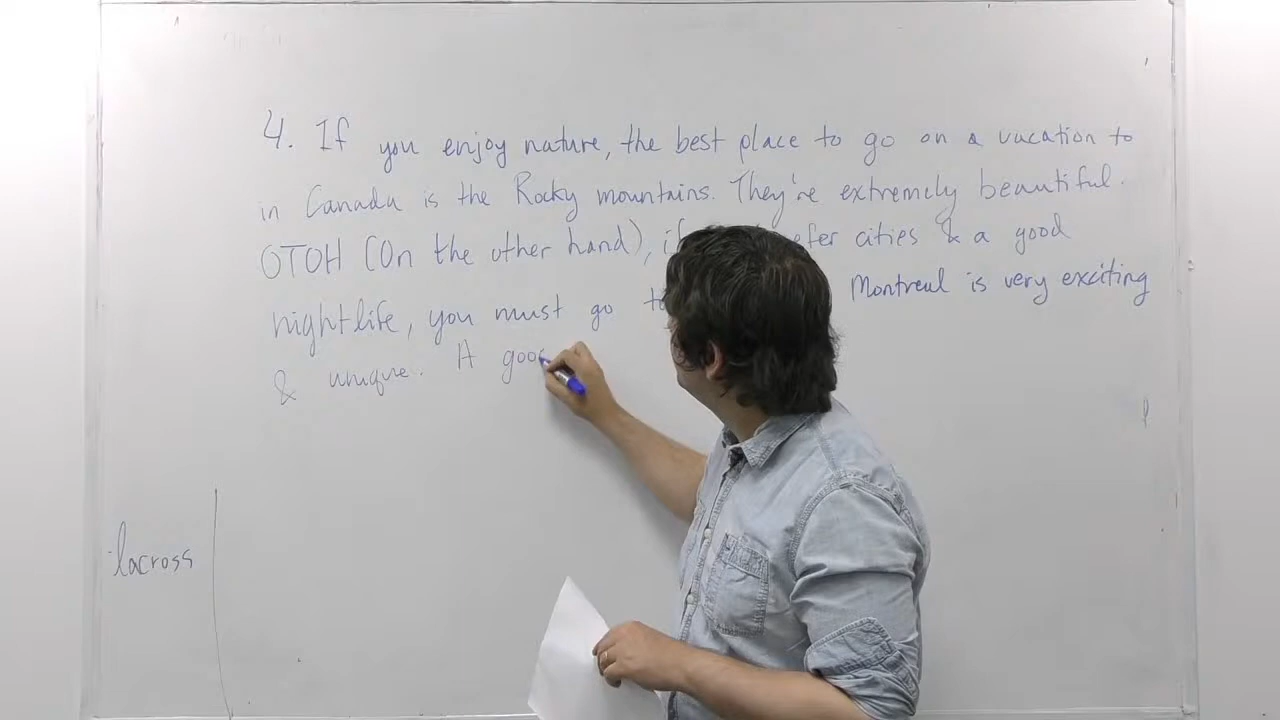 4. If you enjoy nature, the best place to go on a vacation to
in Canada is the Rocky mountains. They're extremely beautiful.
OTOH (On the other hand), cities & a good
nightlife, you must go Montreal is very exciting
& unique. A goo
lacross